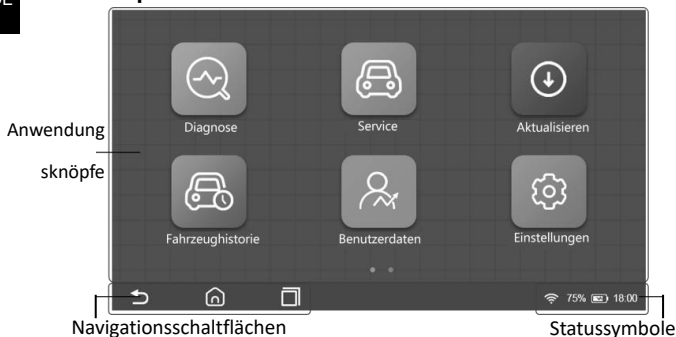 Diagnose Service Aktualisieren
Anwendung
sknöpfe
Fahrzeughistorie Benutzerdaten Einstellungen
75% 18:00
Navigationsschaltflächen Statussymbole